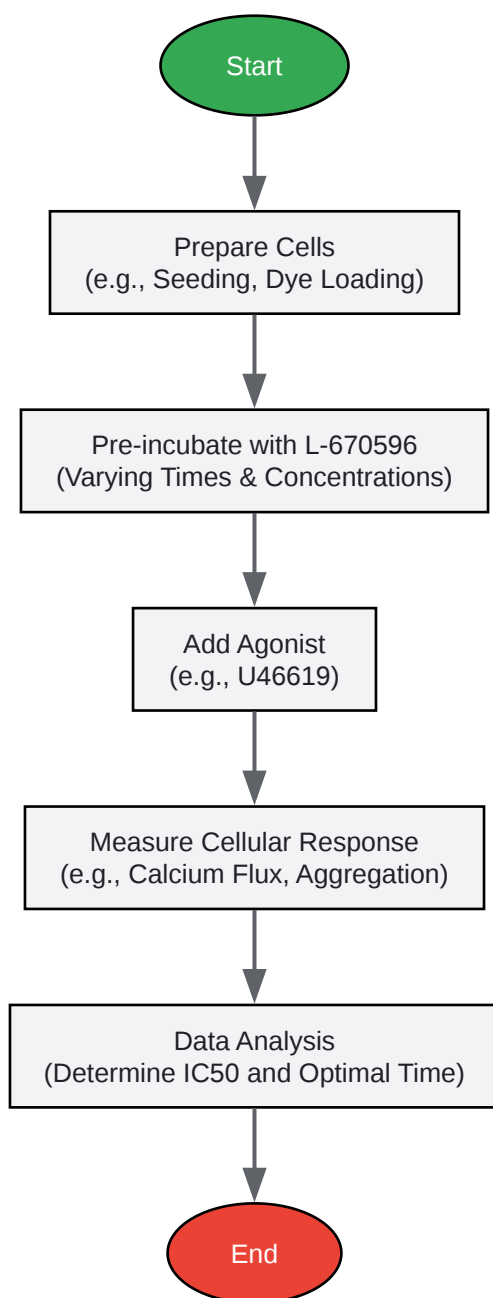 Start
Prepare Cells
(e.g., Seeding, Dye Loading)
Pre-incubate with L-670596
(Varying Times & Concentrations)
Add Agonist
(e.g., U46619)
Measure Cellular Response
(e.g., Calcium Flux, Aggregation)
Data Analysis
(Determine IC50 and Optimal Time)
End